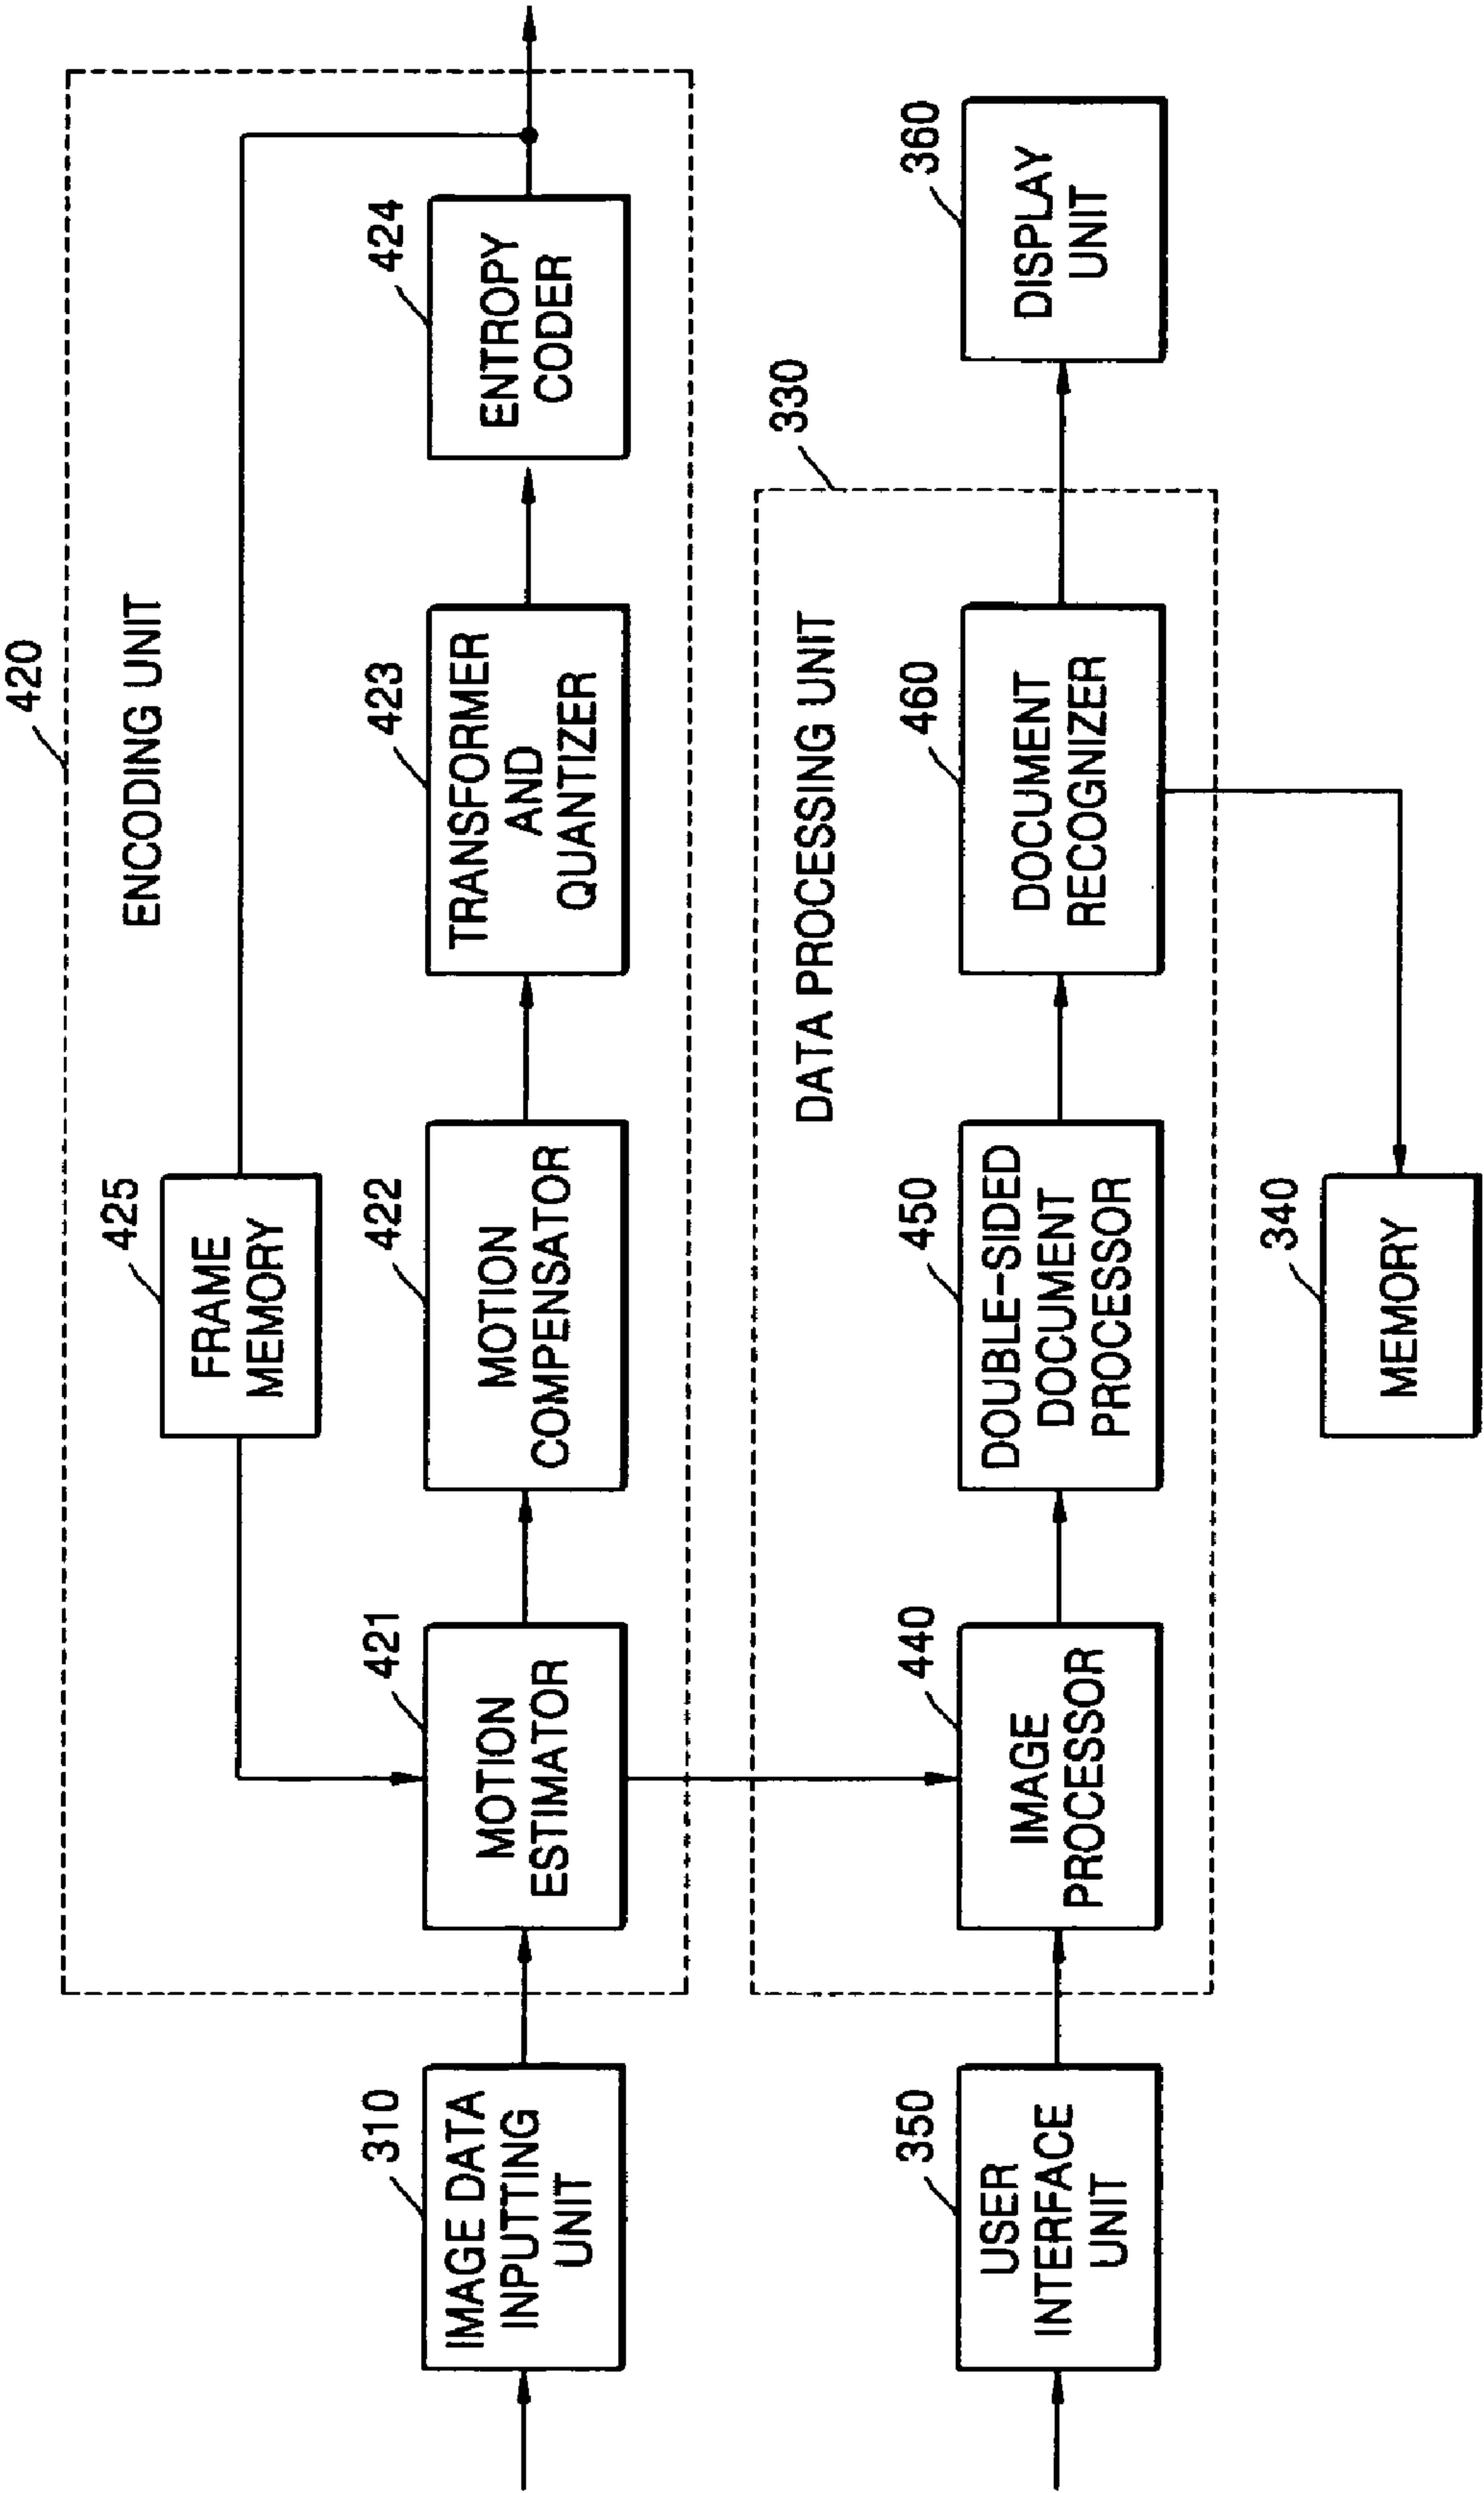 420
ENCODING UNIT
425
FRAME
MEMORY
310
IMAGE DATA
INPUTTING
UNIT
421
MOTION
ESTIMATOR
422
MOTION
COMPENSATOR
423
TRANSFORMER
AND
QUANTIZER
424
ENTROPY
CODER
330
DATA PROCESSING UNIT
350
USER
INTERFACE
UNIT
440
IMAGE
PROCESSOR
450
DOUBLE-SIDED
DOCUMENT
PROCESSOR
460
DOCUMENT
RECOGNIZER
360
DISPLAY
UNIT
340
MEMORY